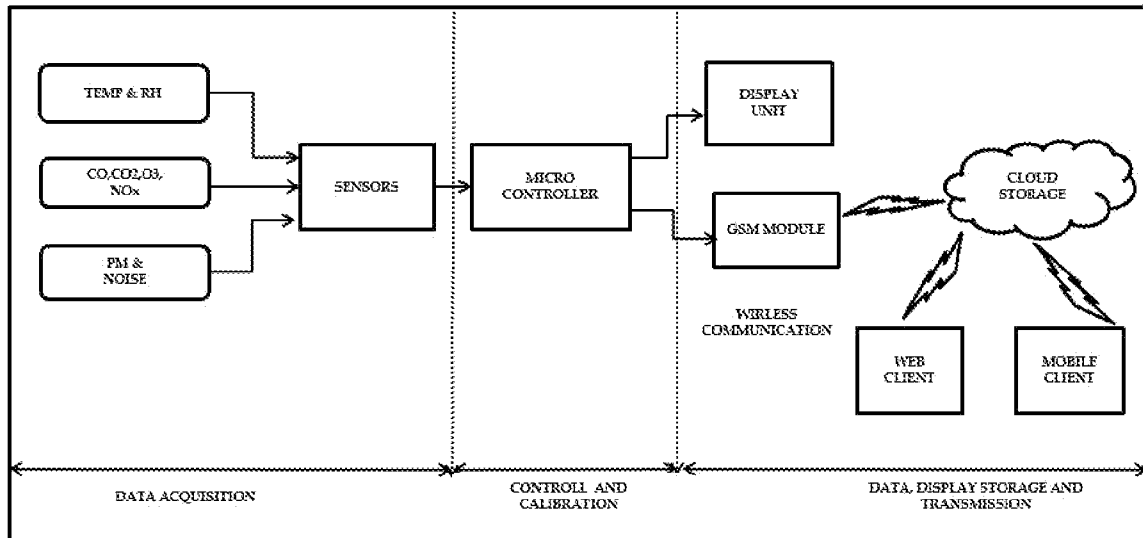 TEMP & RH
CO,CO2,O3,
NOx
PM &
NOISE
SENSORS
MICRO
CONTROLLER
DISPLAY
UNIT
GSM MODULE
CLOUD
STORAGE
WIRLESS
COMMUNICATION
WEB
CLIENT
MOBILE
CLIENT
DATA ACQUISITION
CONTROLL AND
CALIBRATION
DATA, DISPLAY STORAGE AND
TRANSMISSION